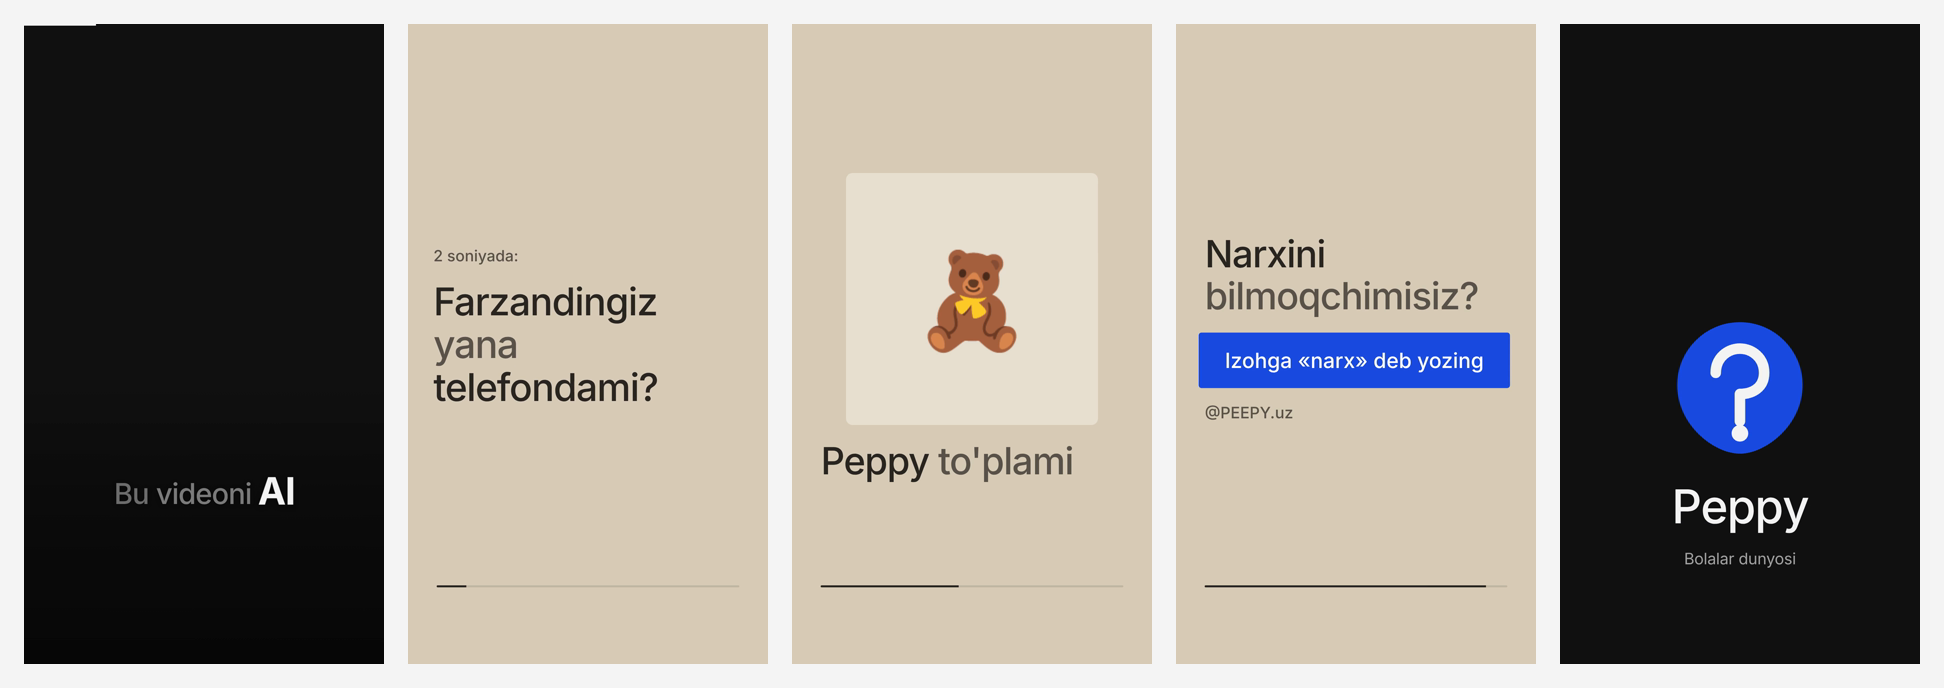 Bu videoni AI
2 soniyada:
Farzandingiz
yana
telefondami?
Peppy to'plami
Narxini
bilmoqchimisiz?
Izohga «narx» deb yozing
@PEEPY.uz
?
Peppy
Bolalar dunyosi